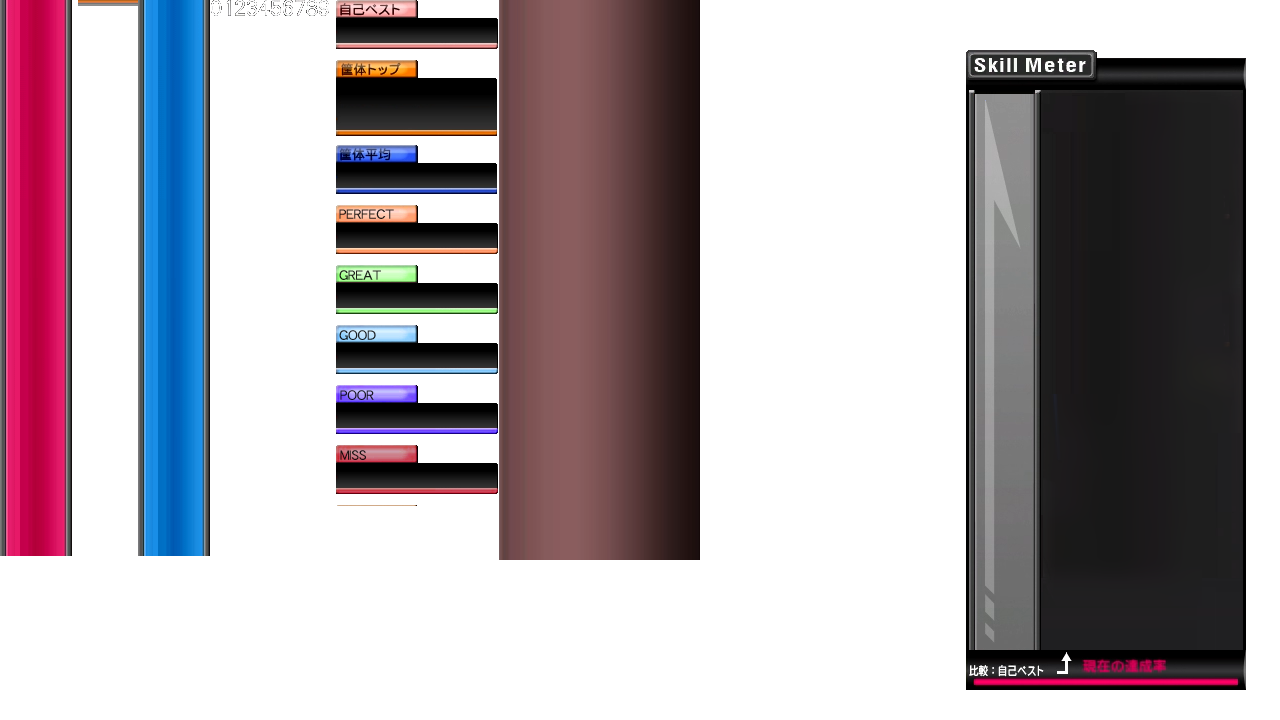 0123456789
自己ベスト
筐体トップ
筐体平均
PERFECT
GREAT
GOOD
POOR
MISS
Skill Meter
比較：自己ベスト
現在の達成率